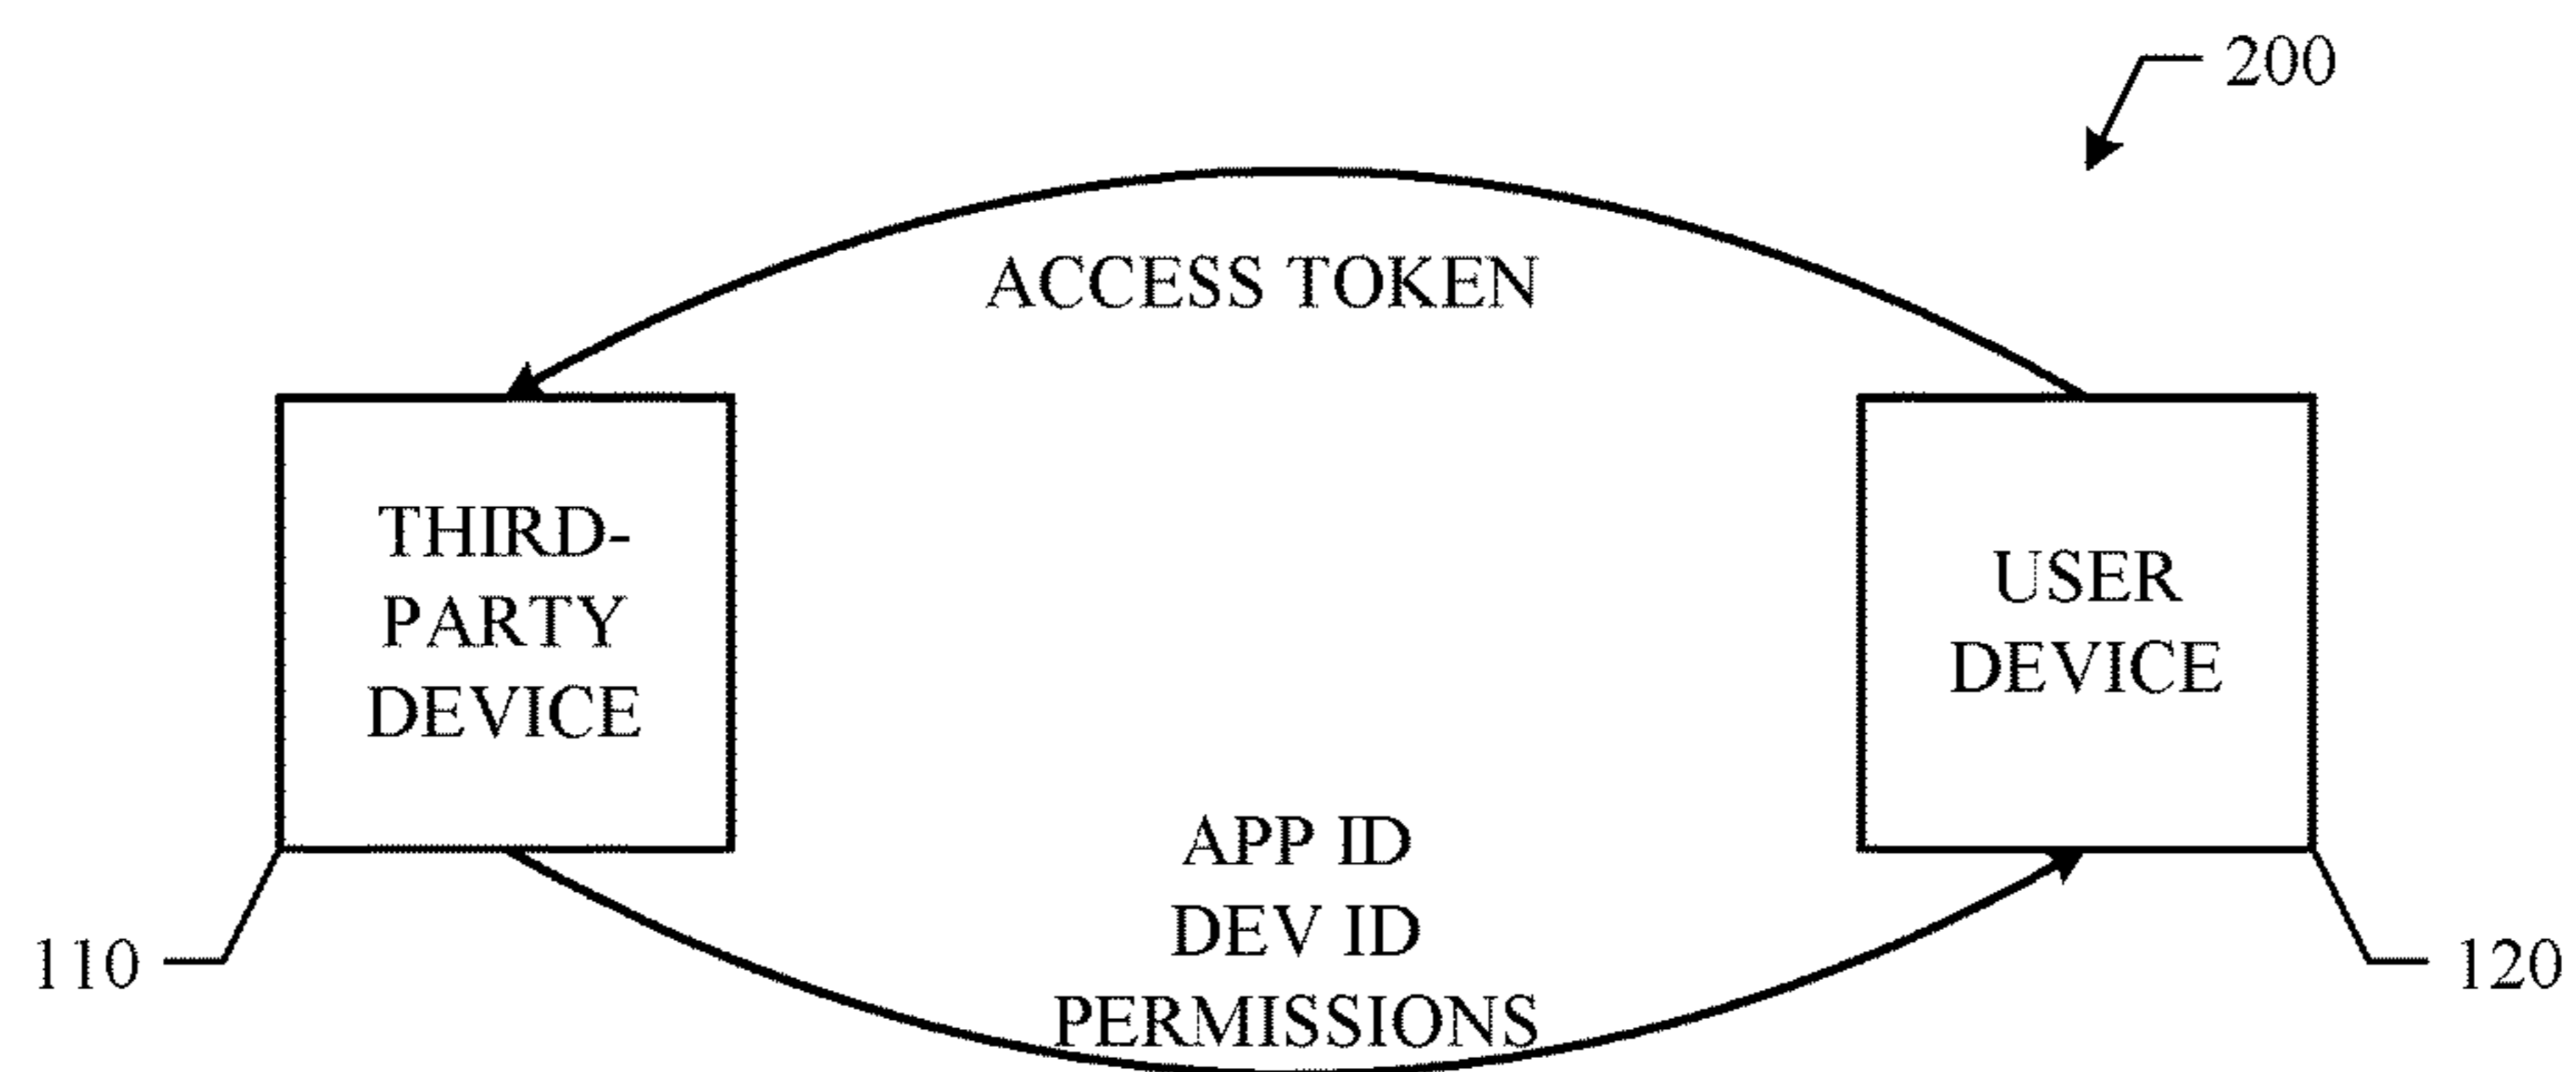 200
ACCESS TOKEN
THIRD-
PARTY
DEVICE
USER
DEVICE
APP ID
DEV ID
PERMISSIONS
110
120